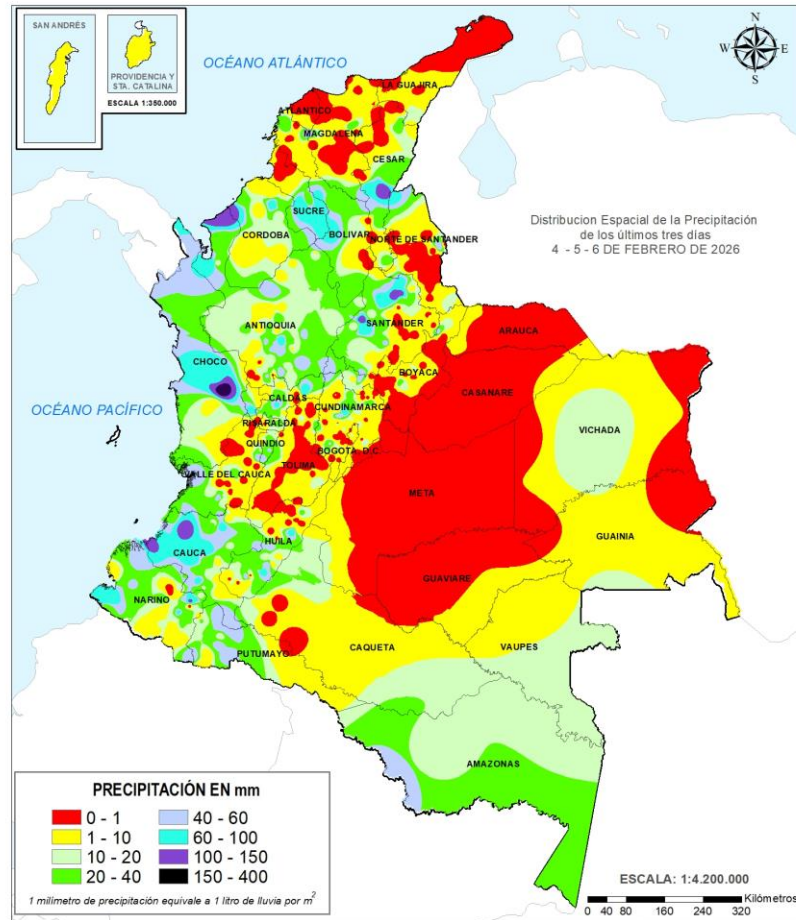 SAN ANDRÉS
PROVIDENCIA Y
STA. CATALINA
ESCALA 1:350.000
OCÉANO ATLÁNTICO
N
W
E
S
LA GUAJIRA
ATLANTICO
MAGDALENA
CESAR
Distribucion Espacial de la Precipitación
de los últimos tres días
4 - 5 - 6 DE FEBRERO DE 2026
SUCRE
CORDOBA
BOLIVAR
NORTE DE SANTANDER
ANTIOQUIA
SANTANDER
ARAUCA
CHOCO
BOYACA
CASANARE
OCÉANO PACÍFICO
CALDAS
CUNDINAMARCA
RISARALDA
VICHADA
QUINDIO
BOGOTA, D.C.
TOLIMA
VALLE DEL CAUCA
META
GUAINIA
HUILA
CAUCA
GUAVIARE
NARIÑO
PUTUMAYO
CAQUETA
VAUPES
AMAZONAS
PRECIPITACIÓN EN mm
0 - 1
1 - 10
10 - 20
20 - 40
40 - 60
60 - 100
100 - 150
150 - 400
1 milímetro de precipitación equivale a 1 litro de lluvia por m²
ESCALA: 1:4.200.000
Kilómetros
0 40 80 160 240 320